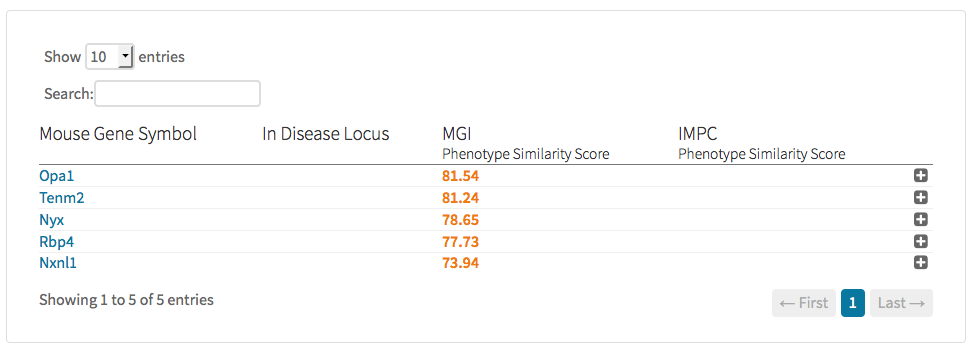 Show 10 entries
Search:
Mouse Gene Symbol In Disease Locus MGI IMPC
Phenotype Similarity Score Phenotype Similarity Score
Opa1 81.54
Tenm2 81.24
Nyx 78.65
Rbp4 77.73
Nxnl1 73.94
Showing 1 to 5 of 5 entries ← First 1 Last →